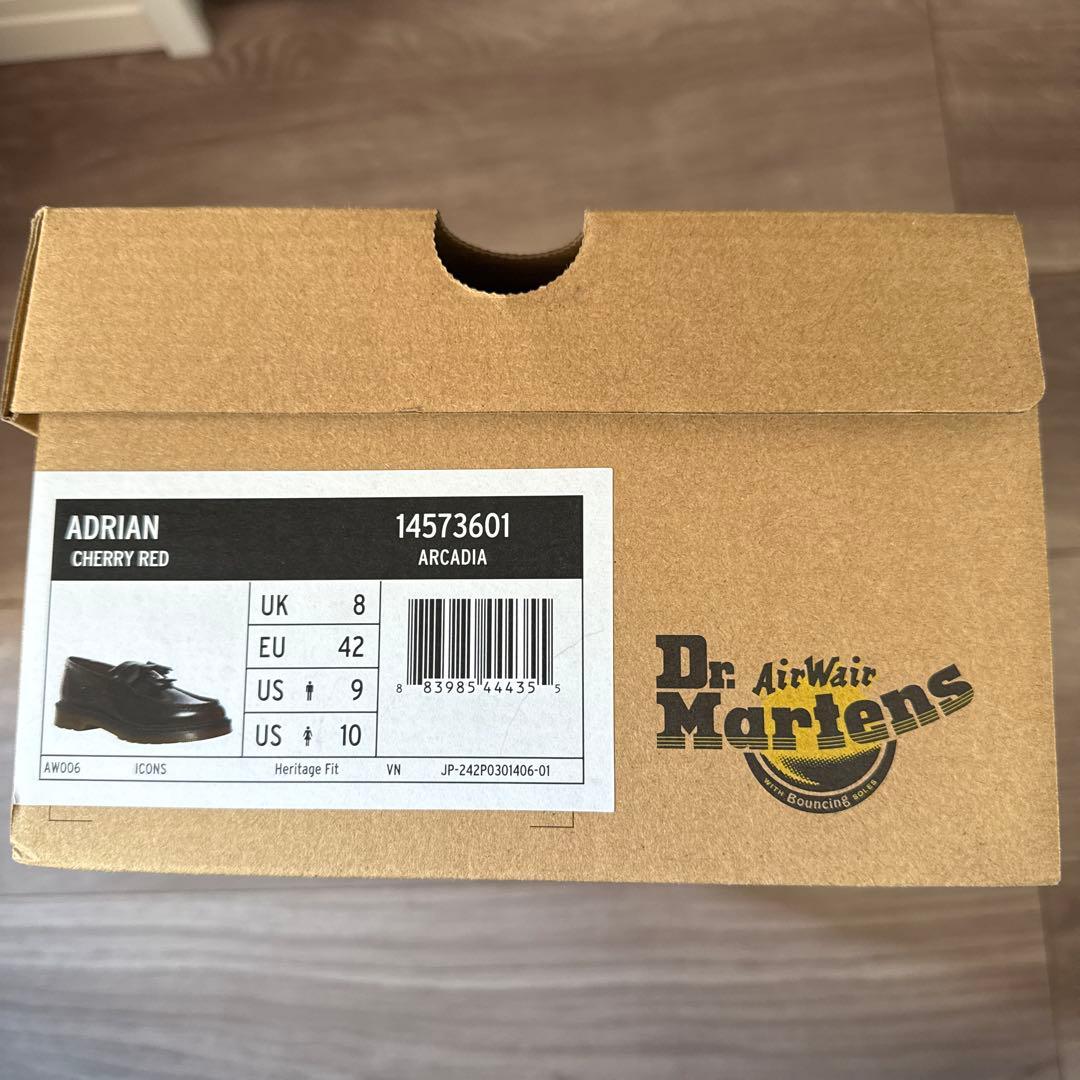 ADRIAN 14573601
CHERRY RED ARCADIA
UK 8
EU 42
US 9
US 10
8 83985 44435 5
AW006 ICONS Heritage Fit VN JP-242P0301406-01
Dr. AirWair
Martens
WITH Bouncing SOLES